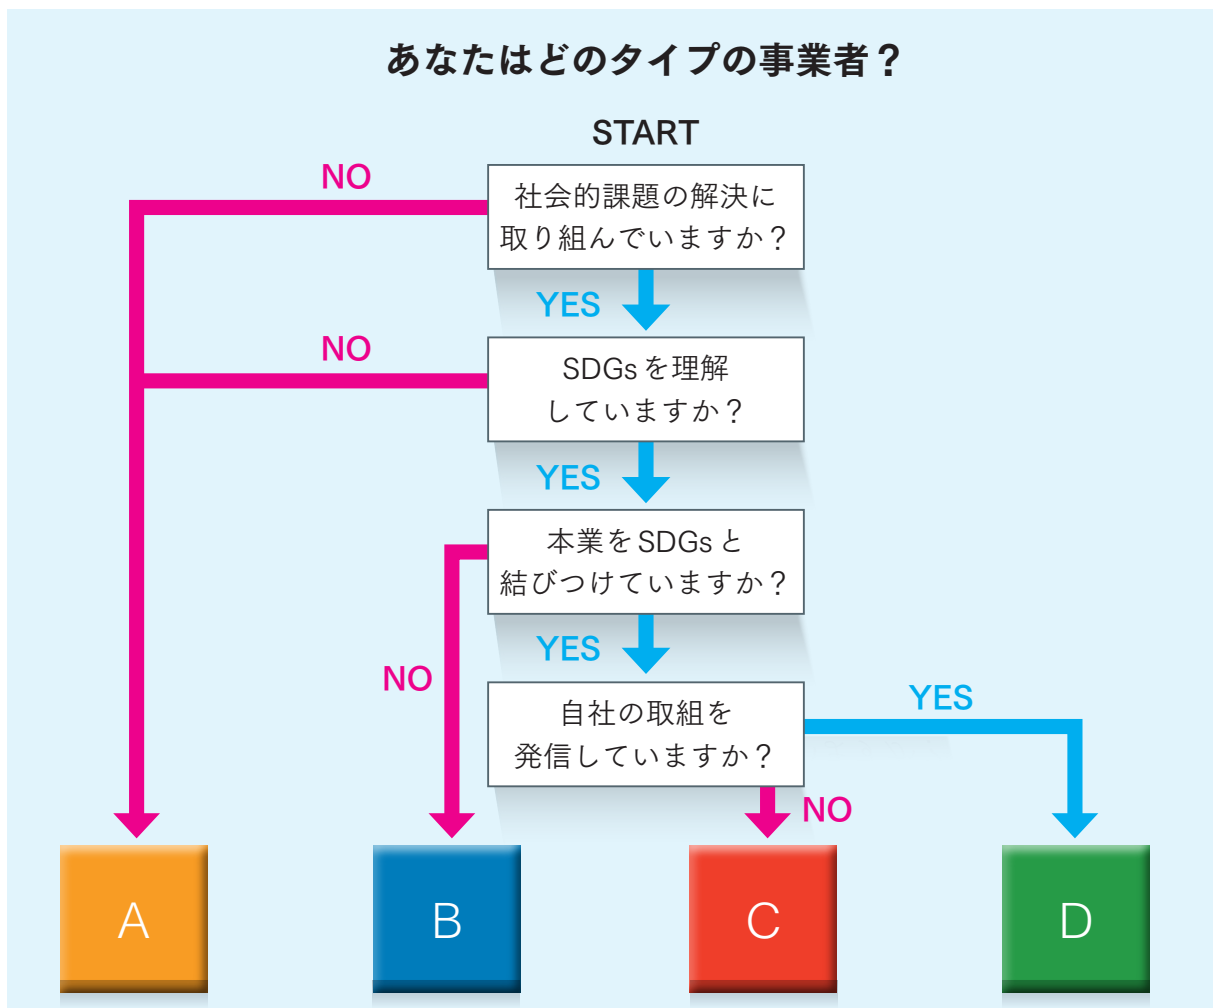 あなたはどのタイプの事業者？
START
NO
社会的課題の解決に
取り組んでいますか？
YES
NO
SDGsを理解
していますか？
YES
本業をSDGsと
結びつけていますか？
YES
NO
自社の取組を
発信していますか？
YES
NO
A
B
C
D